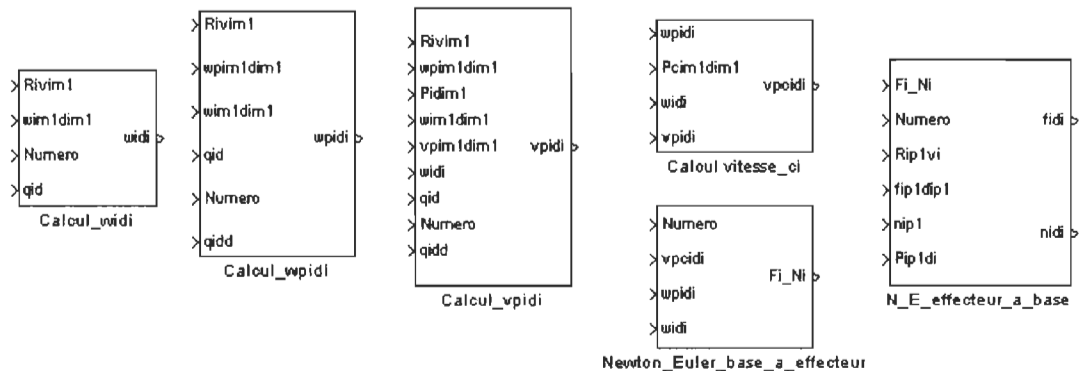 Rivim1
wim1dim1
Numero
qid
widi
Calcul_widi
Rivim1
wpim1dim1
wim1dim1
qid
Numero
qidd
wpidi
Calcul_wpidi
Rivim1
wpim1dim1
Pidim1
wim1dim1
vpim1dim1
widi
qid
Numero
qidd
vpidi
Calcul_vpidi
wpidi
Pcim1dim1
widi
vpidi
vpcidi
Calcul vitesse_ci
Numero
vpcidi
wpidi
widi
Fi_Ni
Newton_Euler_base_a_effecteur
Fi_Ni
Numero
Rip1vi
fip1dip1
nip1
Pip1di
fidi
nidi
N_E_effecteur_a_base